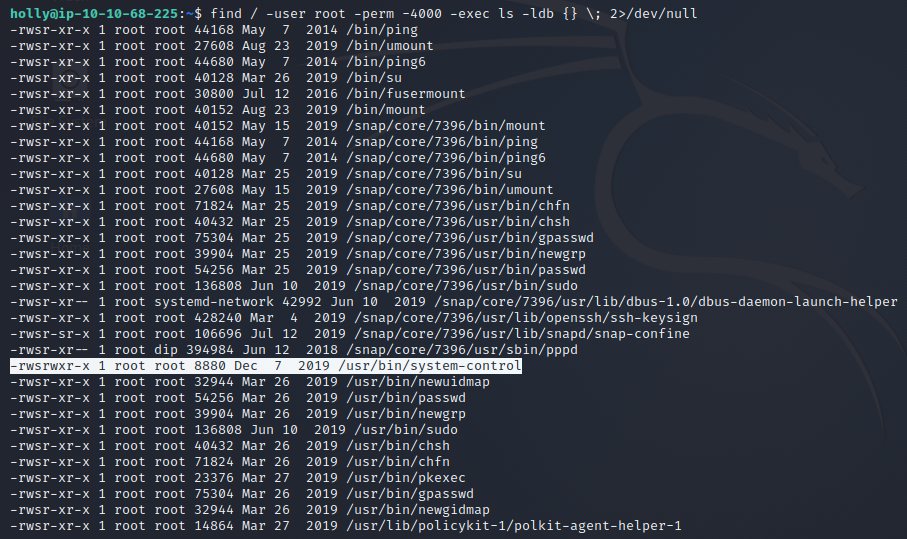 holly@ip-10-10-68-225:~$ find / -user root -perm -4000 -exec ls -ldb {} \; 2>/dev/null
-rwsr-xr-x 1 root root 44168 May  7  2014 /bin/ping
-rwsr-xr-x 1 root root 27608 Aug 23  2019 /bin/umount
-rwsr-xr-x 1 root root 44680 May  7  2014 /bin/ping6
-rwsr-xr-x 1 root root 40128 Mar 26  2019 /bin/su
-rwsr-xr-x 1 root root 30800 Jul 12  2016 /bin/fusermount
-rwsr-xr-x 1 root root 40152 Aug 23  2019 /bin/mount
-rwsr-xr-x 1 root root 40152 May 15  2019 /snap/core/7396/bin/mount
-rwsr-xr-x 1 root root 44168 May  7  2014 /snap/core/7396/bin/ping
-rwsr-xr-x 1 root root 44680 May  7  2014 /snap/core/7396/bin/ping6
-rwsr-xr-x 1 root root 40128 Mar 25  2019 /snap/core/7396/bin/su
-rwsr-xr-x 1 root root 27608 May 15  2019 /snap/core/7396/bin/umount
-rwsr-xr-x 1 root root 71824 Mar 25  2019 /snap/core/7396/usr/bin/chfn
-rwsr-xr-x 1 root root 40432 Mar 25  2019 /snap/core/7396/usr/bin/chsh
-rwsr-xr-x 1 root root 75304 Mar 25  2019 /snap/core/7396/usr/bin/gpasswd
-rwsr-xr-x 1 root root 39904 Mar 25  2019 /snap/core/7396/usr/bin/newgrp
-rwsr-xr-x 1 root root 54256 Mar 25  2019 /snap/core/7396/usr/bin/passwd
-rwsr-xr-x 1 root root 136808 Jun 10  2019 /snap/core/7396/usr/bin/sudo
-rwsr-xr-- 1 root systemd-network 42992 Jun 10  2019 /snap/core/7396/usr/lib/dbus-1.0/dbus-daemon-launch-helper
-rwsr-xr-x 1 root root 428240 Mar  4  2019 /snap/core/7396/usr/lib/openssh/ssh-keysign
-rwsr-sr-x 1 root root 106696 Jul 12  2019 /snap/core/7396/usr/lib/snapd/snap-confine
-rwsr-xr-- 1 root dip 394984 Jun 12  2018 /snap/core/7396/usr/sbin/pppd
-rwsrwxr-x 1 root root 8880 Dec  7  2019 /usr/bin/system-control
-rwsr-xr-x 1 root root 32944 Mar 26  2019 /usr/bin/newuidmap
-rwsr-xr-x 1 root root 54256 Mar 26  2019 /usr/bin/passwd
-rwsr-xr-x 1 root root 39904 Mar 26  2019 /usr/bin/newgrp
-rwsr-xr-x 1 root root 136808 Jun 10  2019 /usr/bin/sudo
-rwsr-xr-x 1 root root 40432 Mar 26  2019 /usr/bin/chsh
-rwsr-xr-x 1 root root 71824 Mar 26  2019 /usr/bin/chfn
-rwsr-xr-x 1 root root 23376 Mar 27  2019 /usr/bin/pkexec
-rwsr-xr-x 1 root root 75304 Mar 26  2019 /usr/bin/gpasswd
-rwsr-xr-x 1 root root 32944 Mar 26  2019 /usr/bin/newgidmap
-rwsr-xr-x 1 root root 14864 Mar 27  2019 /usr/lib/policykit-1/polkit-agent-helper-1